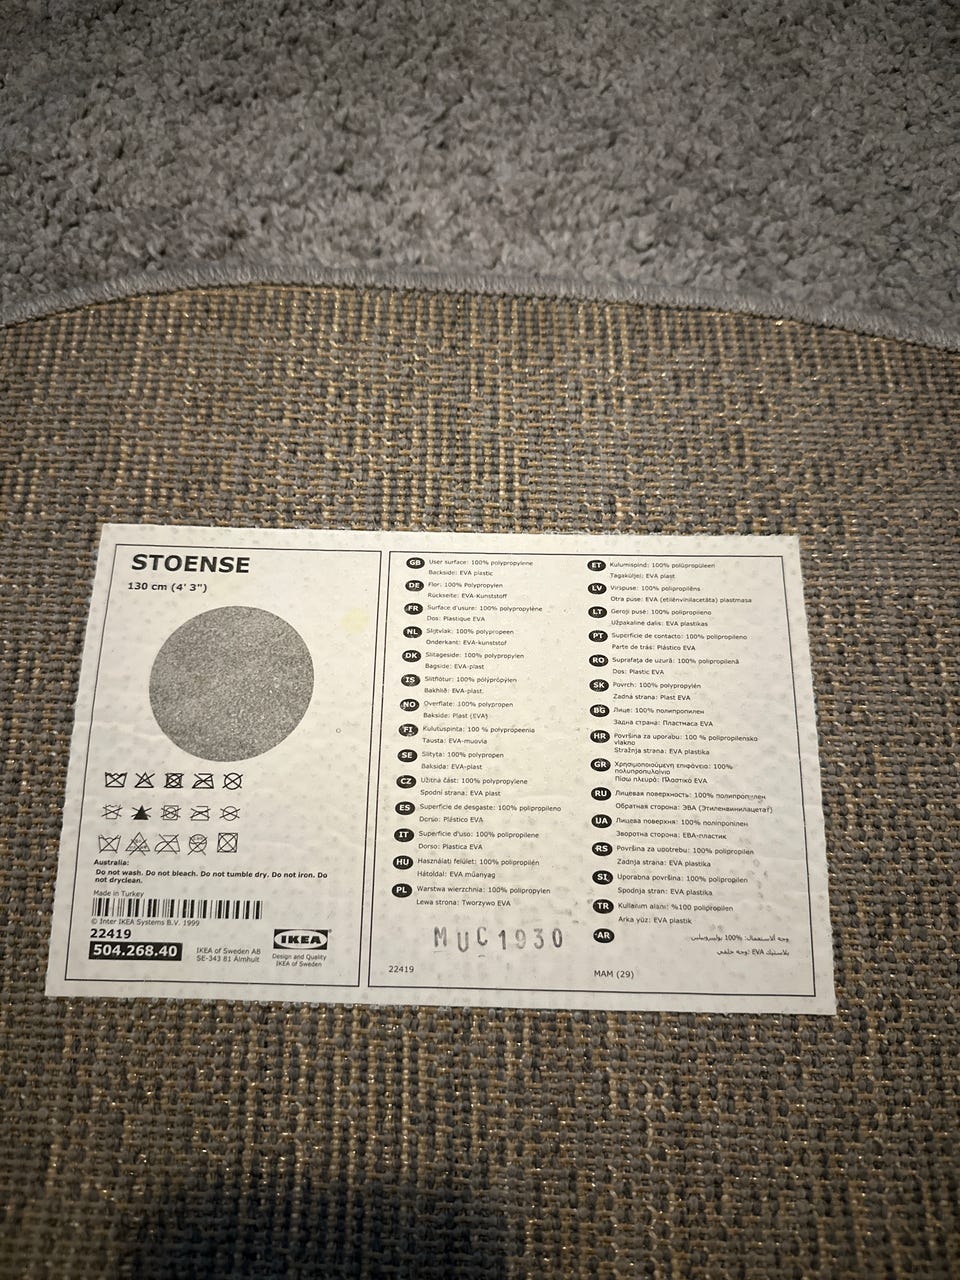 STOENSE
130 cm (4' 3")
Australia:
Do not wash. Do not bleach. Do not tumble dry. Do not iron. Do
not dryclean.
Made in Turkey
© Inter IKEA Systems B.V. 1999
22419
504.268.40
IKEA of Sweden AB
SE-343 81 Älmhult
IKEA
Design and Quality
IKEA of Sweden
GB User surface: 100% polypropylene
Backside: EVA plastic
DE Flor: 100% Polypropylen
Rückseite: EVA-Kunststoff
FR Surface d'usure: 100% polypropylène
Dos: Plastique EVA
NL Slijtvlak: 100% polypropeen
Onderkant: EVA-kunststof
DK Slitageside: 100% polypropylen
Bagside: EVA-plast
IS Slitflötur: 100% pólýprópýlen
Bakhlið: EVA-plast.
NO Overflate: 100% polypropen
Bakside: Plast (EVA)
FI Kulutuspinta: 100 % polypropeenia
Tausta: EVA-muovia
SE Slityta: 100% polypropen
Baksida: EVA-plast
CZ Užitná část: 100% polypropylene
Spodní strana: EVA plast
ES Superficie de desgaste: 100% polipropileno
Dorso: Plástico EVA
IT Superficie d'uso: 100% polipropilene
Dorso: Plastica EVA
HU Használati felület: 100% polipropilén
Hátoldal: EVA műanyag
PL Warstwa wierzchnia: 100% polipropylen
Lewa strona: Tworzywo EVA
MUC1930
22419
ET Kulumispind: 100% polüpropüleen
Tagaküljel: EVA plast
LV Virspuse: 100% polipropilēns
Otra puse: EVA (etilēnvinilacetāta) plastmasa
LT Geroji pusė: 100% polipropileno
Užpakalinė dalis: EVA plastikas
PT Superfície de contacto: 100% polipropileno
Parte de trás: Plástico EVA
RO Suprafaţa de uzură: 100% polipropilenă
Dos: Plastic EVA
SK Povrch: 100% polypropylén
Zadná strana: Plast EVA
BG Лице: 100% полипропилен
Задна страна: Пластмаса EVA
HR Površina za uporabu: 100 % polipropilensko
vlakno
Stražnja strana: EVA plastika
GR Χρησιμοποιούμενη επιφάνεια: 100%
πολυπροπυλένιο
Πίσω πλευρά: Πλαστικό EVA
RU Лицевая поверхность: 100% полипропилен
Обратная сторона: ЭВА (Этиленвинилацетат)
UA Лицева поверхня: 100% поліпропілен
Зворотна сторона: ЕВА-пластик
RS Površina za upotrebu: 100% polipropilen
Zadnja strana: EVA plastika
SI Uporabna površina: 100% polipropilen
Spodnja stran: EVA plastika
TR Kullanım alanı: %100 polipropilen
Arka yüz: EVA plastik
AR وجه الاستعمال: 100%
وجه خلفي: EVA بلاستيك
MAM (29)